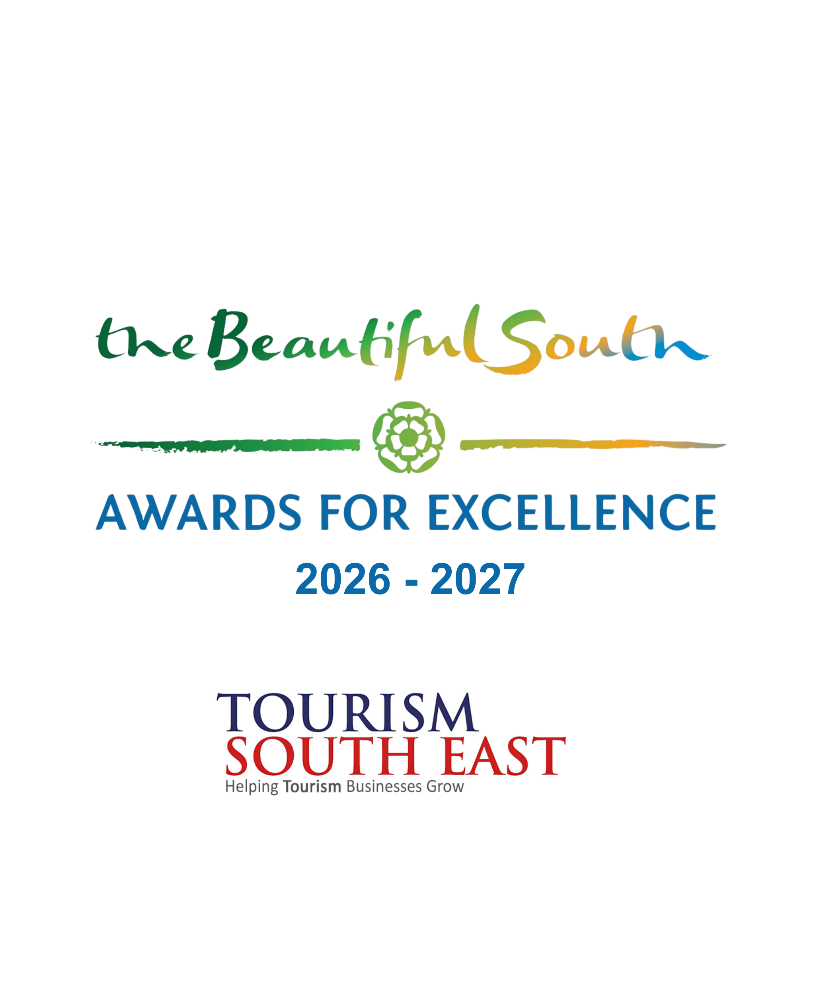 the Beautiful South
AWARDS FOR EXCELLENCE
2026 - 2027
TOURISM
SOUTH EAST
Helping Tourism Businesses Grow